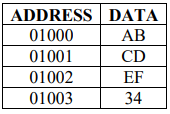 ADDRESS DATA
01000 AB
01001 CD
01002 EF
01003 34